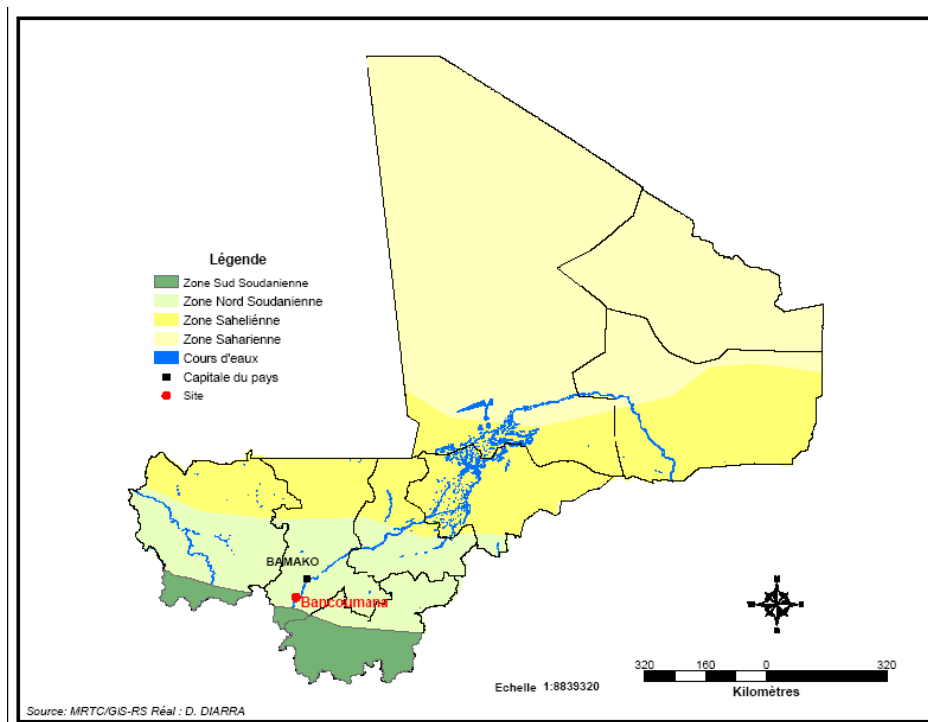 Légende
Zone Sud Soudanienne
Zone Nord Soudanienne
Zone Saheliénne
Zone Saharienne
Cours d'eaux
Capitale du pays
Site
BAMAKO
Bancoumana
N
W E
S
Echelle 1:8839320
320 160 0 320
Kilomètres
Source: MRTC/GIS-RS Réal : D. DIARRA